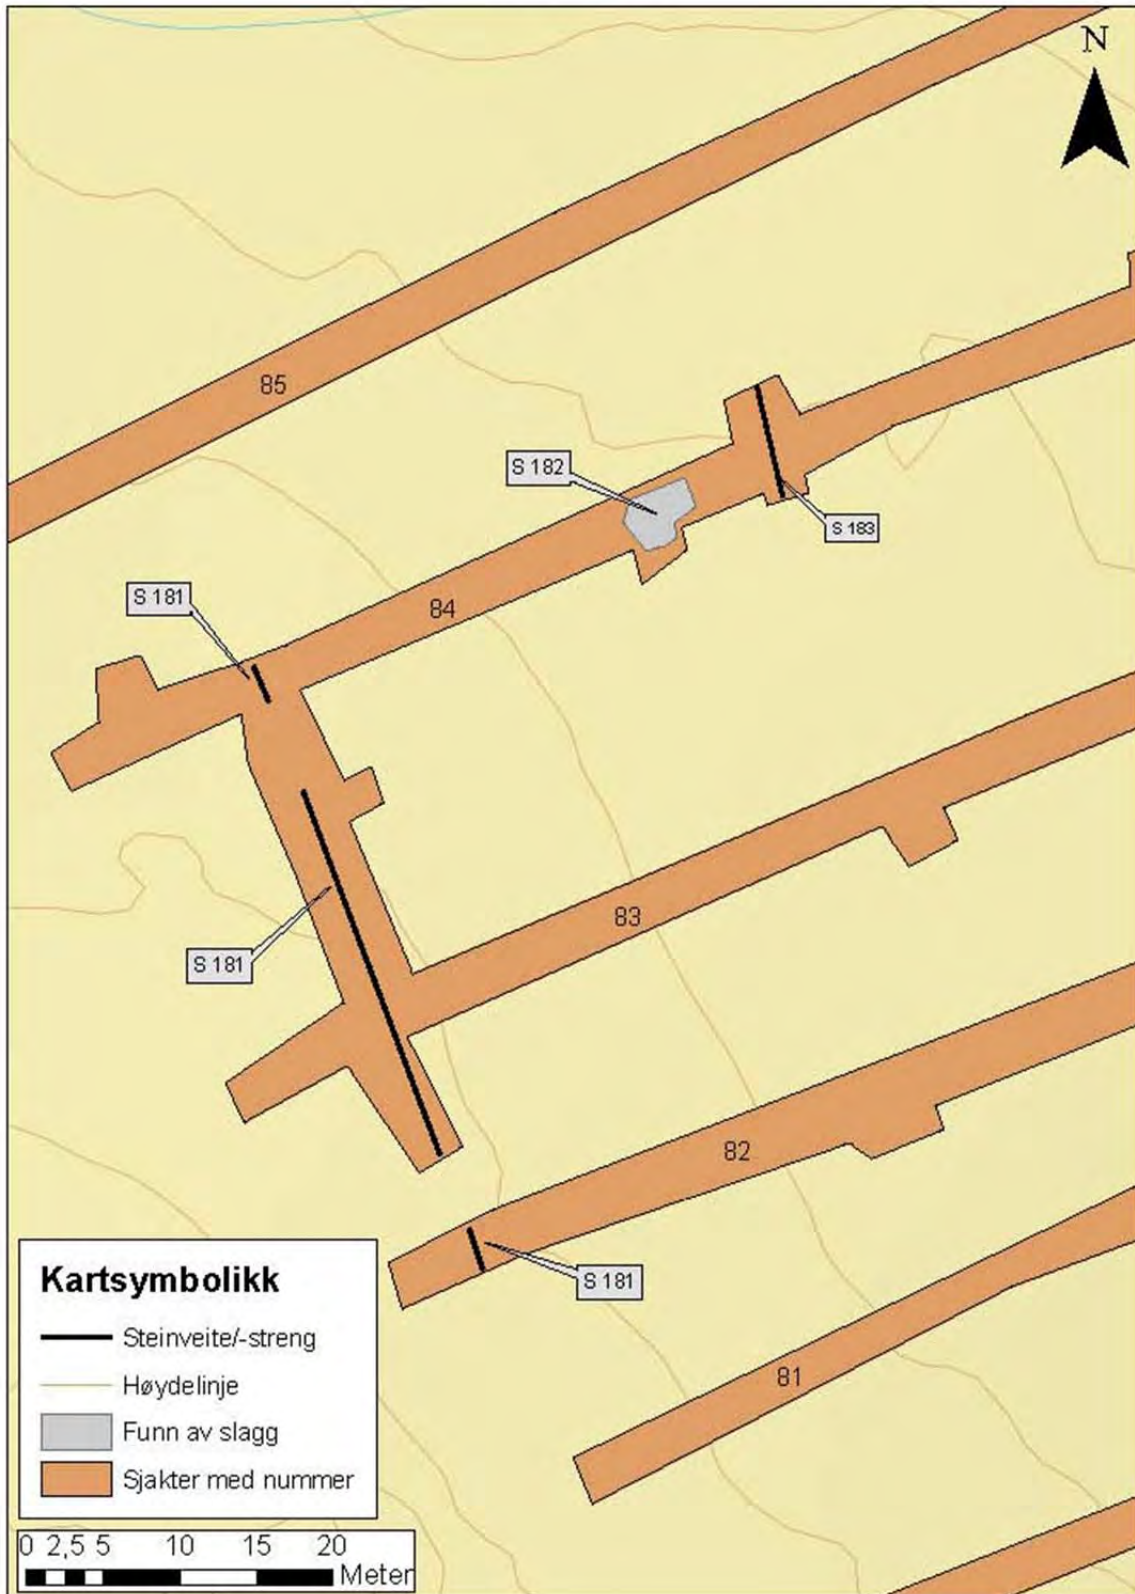 N
85
S 182
S 183
S 181
84
83
S 181
82
S 181
81
Kartsymbolikk
Steinveite/-streng
Høydelinje
Funn av slagg
Sjakter med nummer
0 2,5 5 10 15 20
Meter